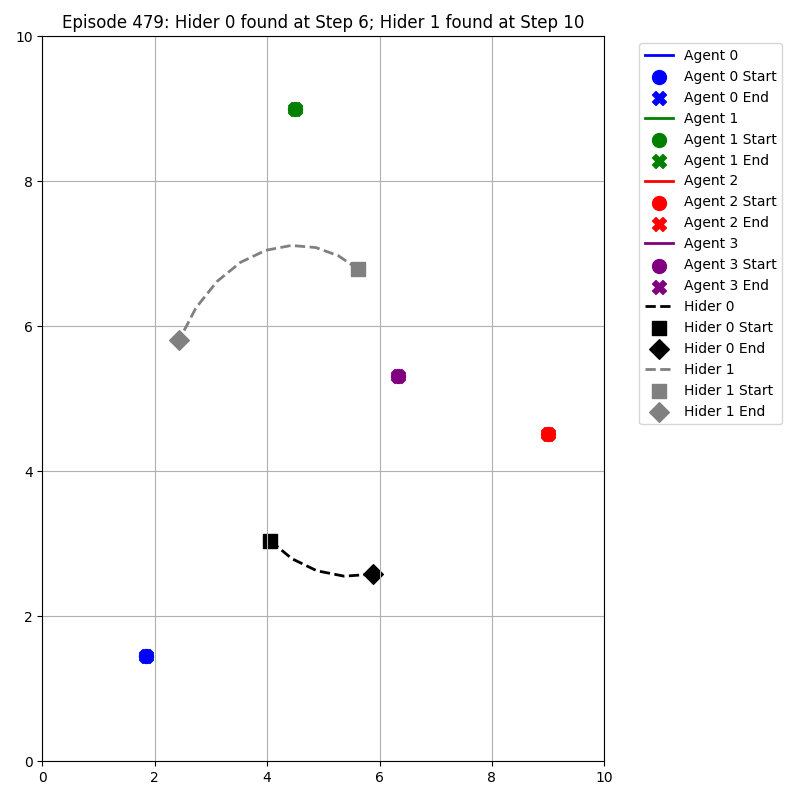 Episode 479: Hider 0 found at Step 6; Hider 1 found at Step 10
10
8
6
4
2
0
0 2 4 6 8 10
Agent 0
Agent 0 Start
Agent 0 End
Agent 1
Agent 1 Start
Agent 1 End
Agent 2
Agent 2 Start
Agent 2 End
Agent 3
Agent 3 Start
Agent 3 End
Hider 0
Hider 0 Start
Hider 0 End
Hider 1
Hider 1 Start
Hider 1 End